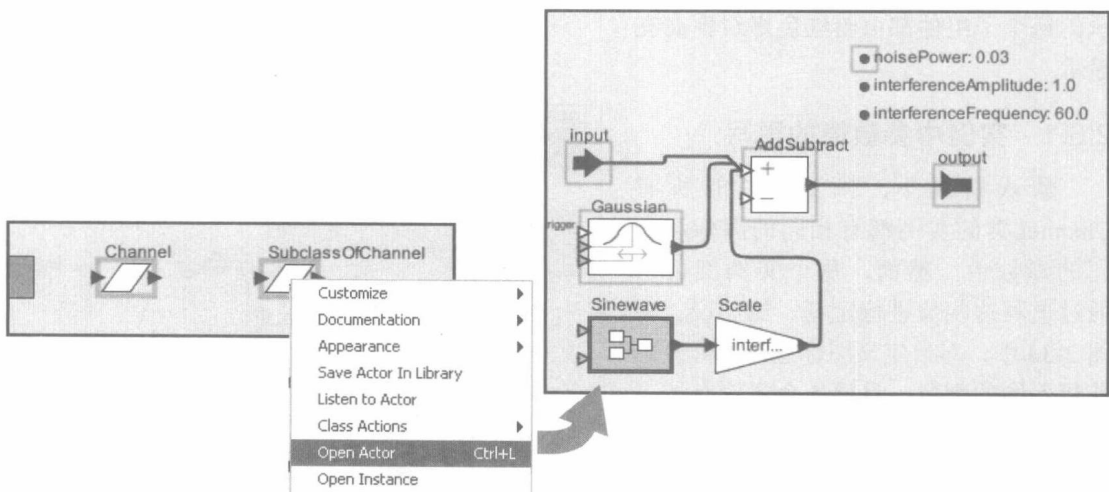 noisePower: 0.03
interferenceAmplitude: 1.0
interferenceFrequency: 60.0
input
AddSubtract
output
+
−
Gaussian
rigger
Sinewave
Scale
interf...
Channel
SubclassOfChannel
Customize
Documentation
Appearance
Save Actor In Library
Listen to Actor
Class Actions
Open Actor Ctrl+L
Open Instance